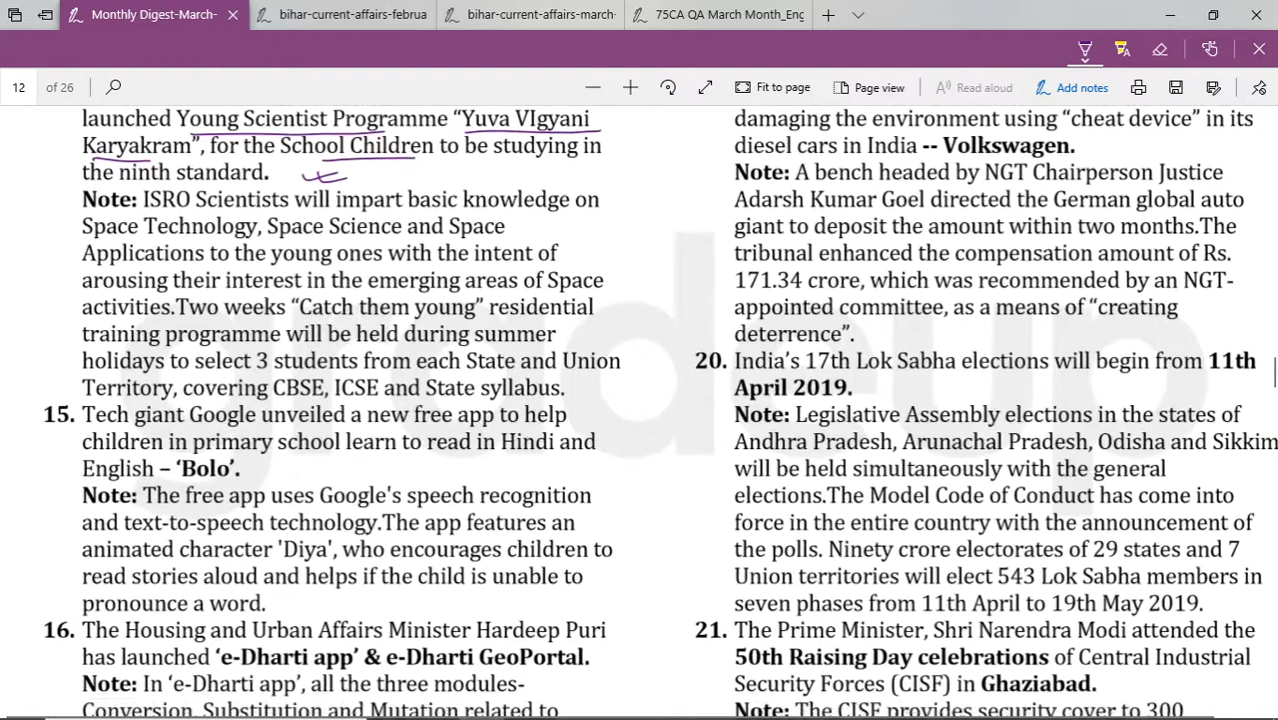 Monthly Digest-March-
bihar-current-affairs-februa
bihar-current-affairs-march-
75CA QA March Month_Eng
12 of 26
Fit to page
Page view
Read aloud
Add notes
launched Young Scientist Programme “Yuva VIgyani
Karyakram”, for the School Children to be studying in
the ninth standard.
Note: ISRO Scientists will impart basic knowledge on
Space Technology, Space Science and Space
Applications to the young ones with the intent of
arousing their interest in the emerging areas of Space
activities.Two weeks “Catch them young” residential
training programme will be held during summer
holidays to select 3 students from each State and Union
Territory, covering CBSE, ICSE and State syllabus.
15. Tech giant Google unveiled a new free app to help
children in primary school learn to read in Hindi and
English – ‘Bolo’.
Note: The free app uses Google's speech recognition
and text-to-speech technology.The app features an
animated character 'Diya', who encourages children to
read stories aloud and helps if the child is unable to
pronounce a word.
16. The Housing and Urban Affairs Minister Hardeep Puri
has launched ‘e-Dharti app’ & e-Dharti GeoPortal.
Note: In ‘e-Dharti app’, all the three modules-
Conversion, Substitution and Mutation related to
damaging the environment using “cheat device” in its
diesel cars in India -- Volkswagen.
Note: A bench headed by NGT Chairperson Justice
Adarsh Kumar Goel directed the German global auto
giant to deposit the amount within two months.The
tribunal enhanced the compensation amount of Rs.
171.34 crore, which was recommended by an NGT-
appointed committee, as a means of “creating
deterrence”.
20. India’s 17th Lok Sabha elections will begin from 11th
April 2019.
Note: Legislative Assembly elections in the states of
Andhra Pradesh, Arunachal Pradesh, Odisha and Sikkim
will be held simultaneously with the general
elections.The Model Code of Conduct has come into
force in the entire country with the announcement of
the polls. Ninety crore electorates of 29 states and 7
Union territories will elect 543 Lok Sabha members in
seven phases from 11th April to 19th May 2019.
21. The Prime Minister, Shri Narendra Modi attended the
50th Raising Day celebrations of Central Industrial
Security Forces (CISF) in Ghaziabad.
Note: The CISF provides security cover to 300
gradeup